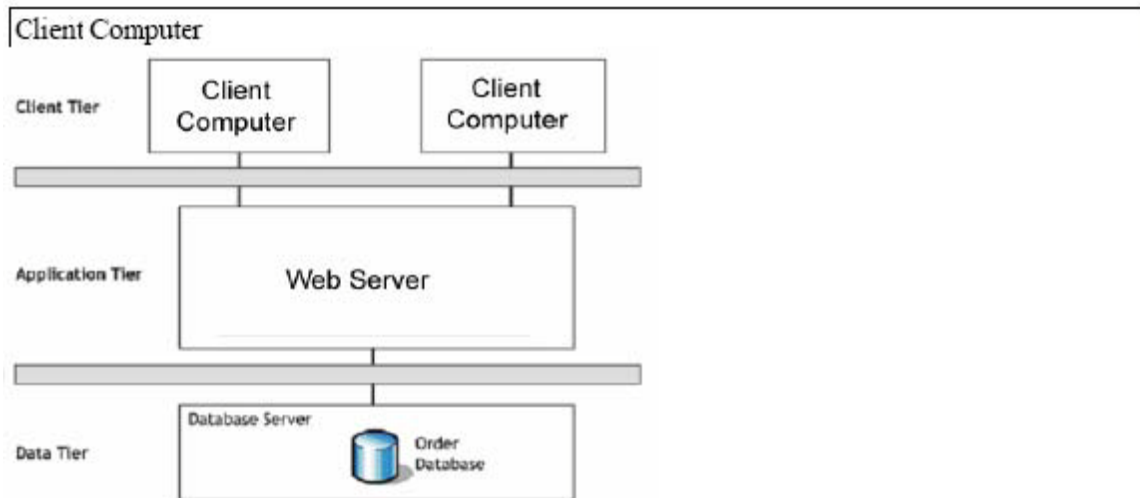 Client Computer
Client Tier
Client
Computer
Client
Computer
Application Tier
Web Server
Data Tier
Database Server
Order
Database